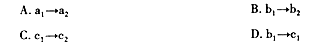 A. a₁→a₂ B. b₁→b₂
C. c₁→c₂ D. b₁→c₁